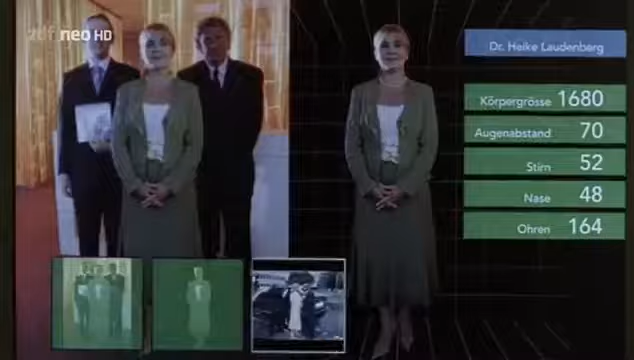 zdf neo HD
Dr. Heike Laudenberg
Körpergrösse 1680
Augenabstand 70
Stirn 52
Nase 48
Ohren 164